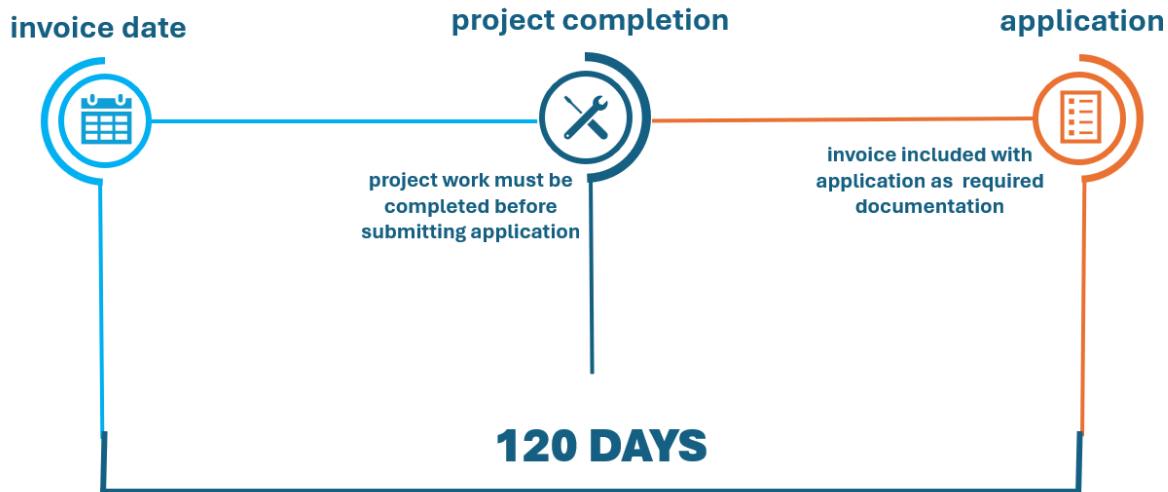 invoice date
project completion
application
project work must be
completed before
submitting application
invoice included with
application as required
documentation
120 DAYS